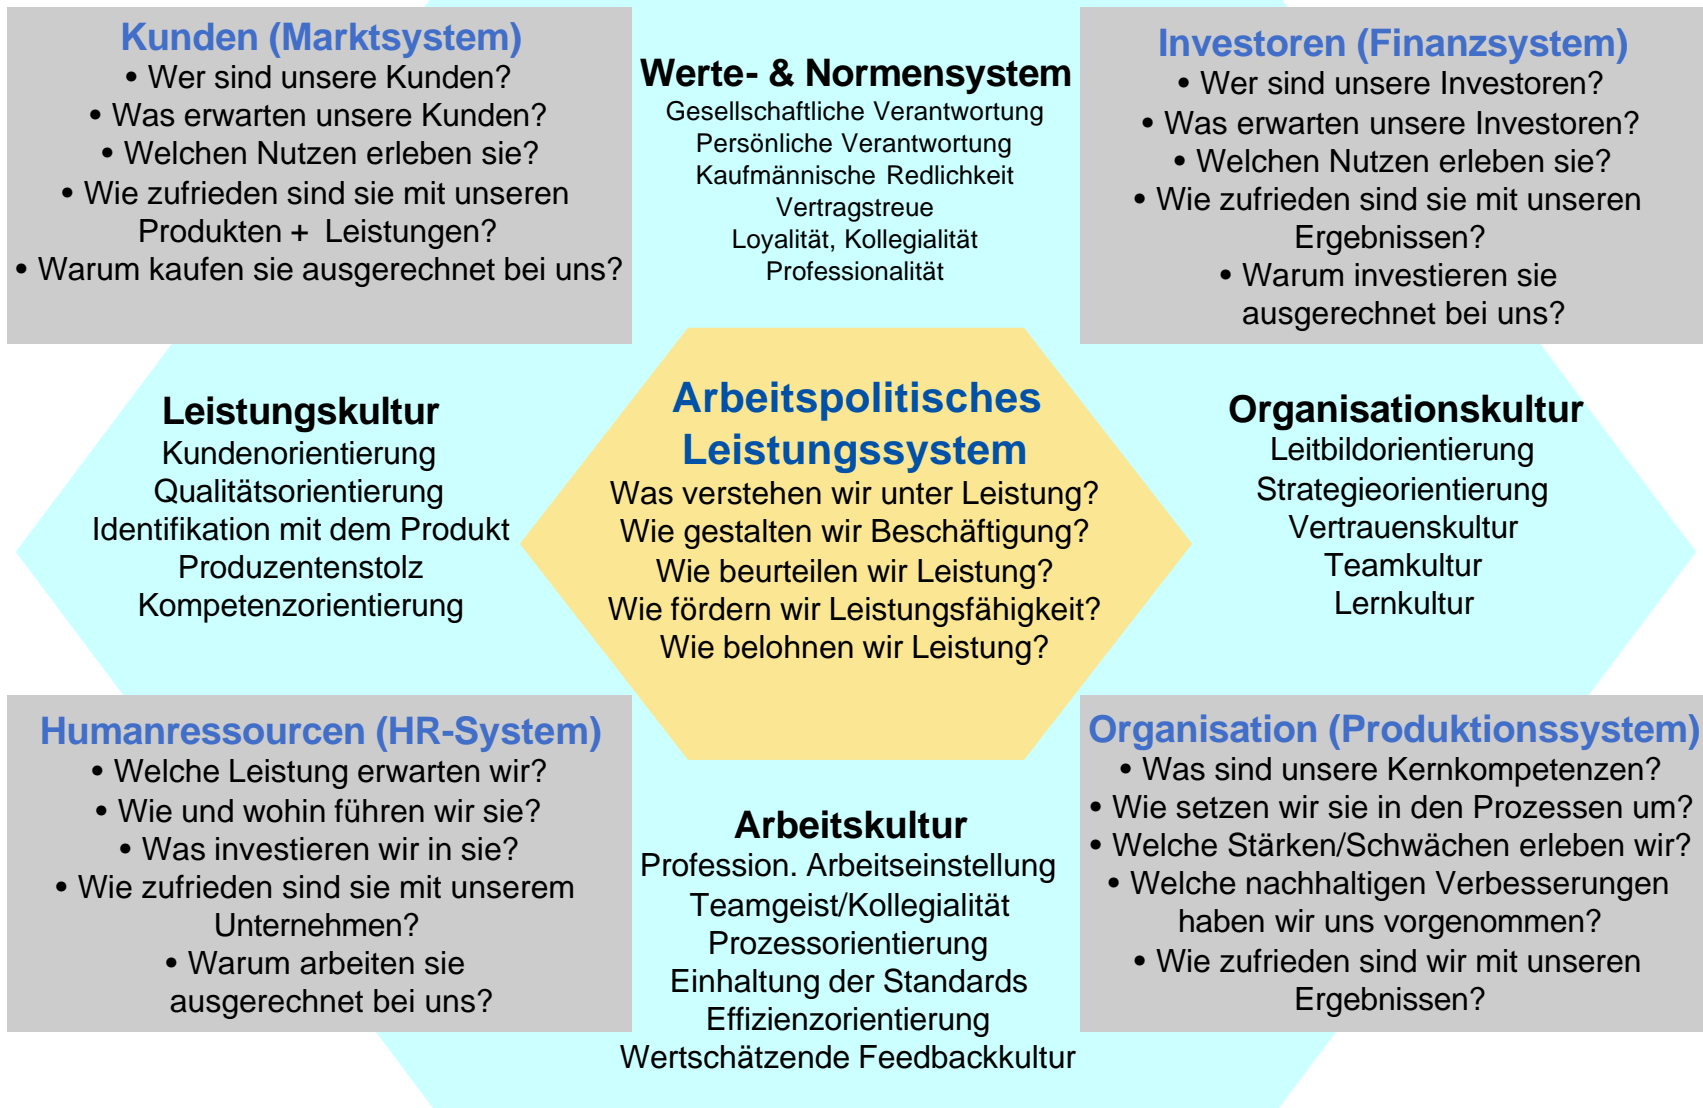 Kunden (Marktsystem)
• Wer sind unsere Kunden?
• Was erwarten unsere Kunden?
• Welchen Nutzen erleben sie?
• Wie zufrieden sind sie mit unseren
Produkten + Leistungen?
• Warum kaufen sie ausgerechnet bei uns?
Werte- & Normensystem
Gesellschaftliche Verantwortung
Persönliche Verantwortung
Kaufmännische Redlichkeit
Vertragstreue
Loyalität, Kollegialität
Professionalität
Investoren (Finanzsystem)
• Wer sind unsere Investoren?
• Was erwarten unsere Investoren?
• Welchen Nutzen erleben sie?
• Wie zufrieden sind sie mit unseren
Ergebnissen?
• Warum investieren sie
ausgerechnet bei uns?
Leistungskultur
Kundenorientierung
Qualitätsorientierung
Identifikation mit dem Produkt
Produzentenstolz
Kompetenzorientierung
Arbeitspolitisches
Leistungssystem
Was verstehen wir unter Leistung?
Wie gestalten wir Beschäftigung?
Wie beurteilen wir Leistung?
Wie fördern wir Leistungsfähigkeit?
Wie belohnen wir Leistung?
Organisationskultur
Leitbildorientierung
Strategieorientierung
Vertrauenskultur
Teamkultur
Lernkultur
Humanressourcen (HR-System)
• Welche Leistung erwarten wir?
• Wie und wohin führen wir sie?
• Was investieren wir in sie?
• Wie zufrieden sind sie mit unserem
Unternehmen?
• Warum arbeiten sie
ausgerechnet bei uns?
Arbeitskultur
Profession. Arbeitseinstellung
Teamgeist/Kollegialität
Prozessorientierung
Einhaltung der Standards
Effizienzorientierung
Wertschätzende Feedbackkultur
Organisation (Produktionssystem)
• Was sind unsere Kernkompetenzen?
• Wie setzen wir sie in den Prozessen um?
• Welche Stärken/Schwächen erleben wir?
• Welche nachhaltigen Verbesserungen
haben wir uns vorgenommen?
• Wie zufrieden sind wir mit unseren
Ergebnissen?